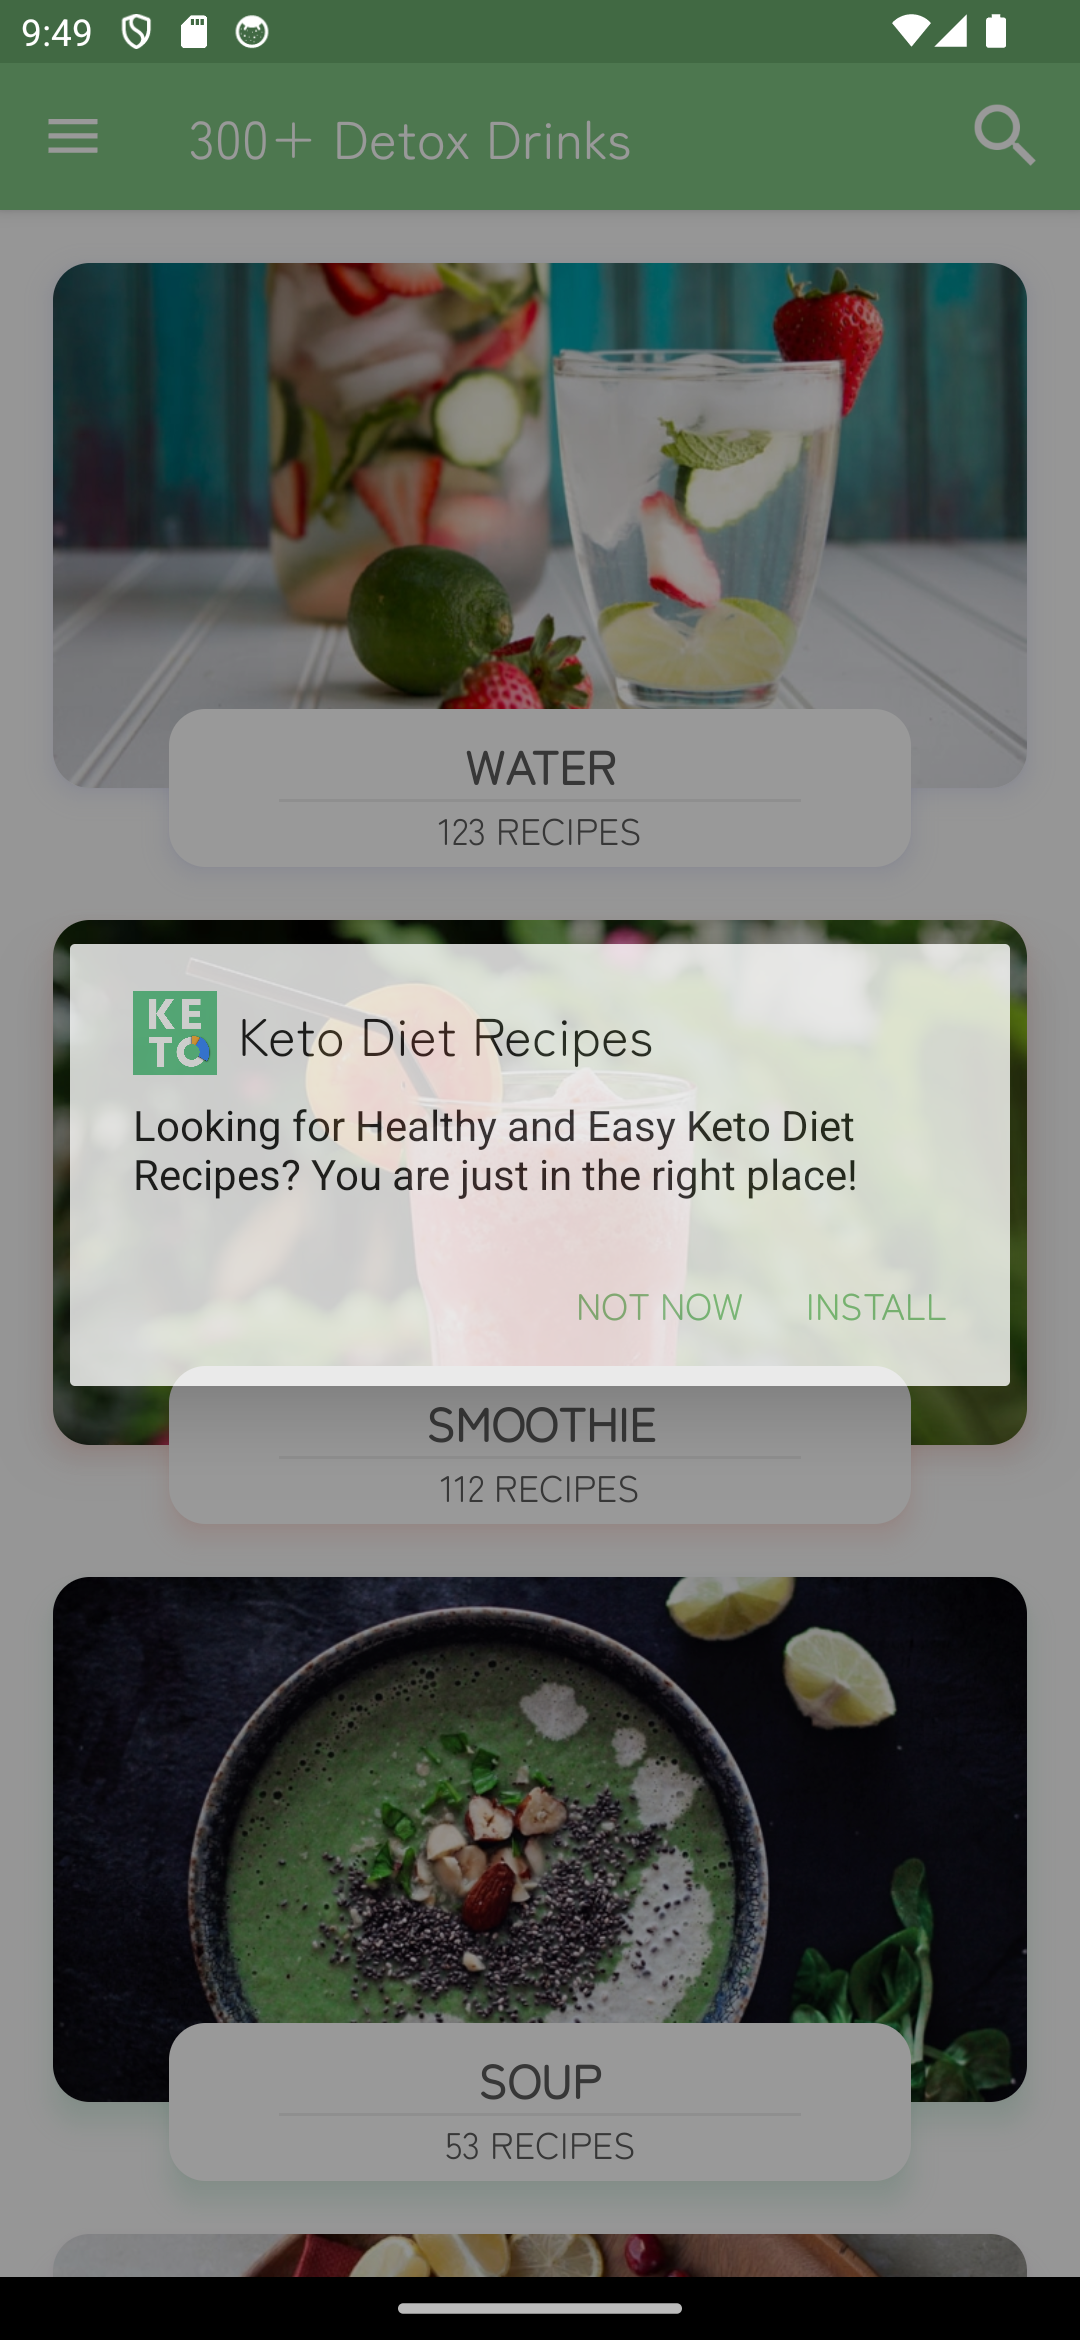 9:49
300+ Detox Drinks
WATER
123 RECIPES
KE
TO
Keto Diet Recipes
Looking for Healthy and Easy Keto Diet
Recipes? You are just in the right place!
NOT NOW INSTALL
SMOOTHIE
112 RECIPES
SOUP
53 RECIPES